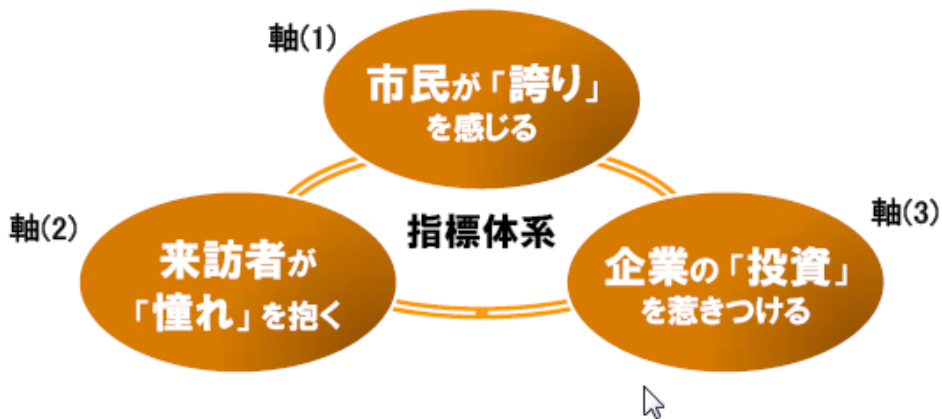 軸(1)
市民が「誇り」
を感じる
軸(2)
来訪者が
「憧れ」を抱く
指標体系
軸(3)
企業の「投資」
を惹きつける